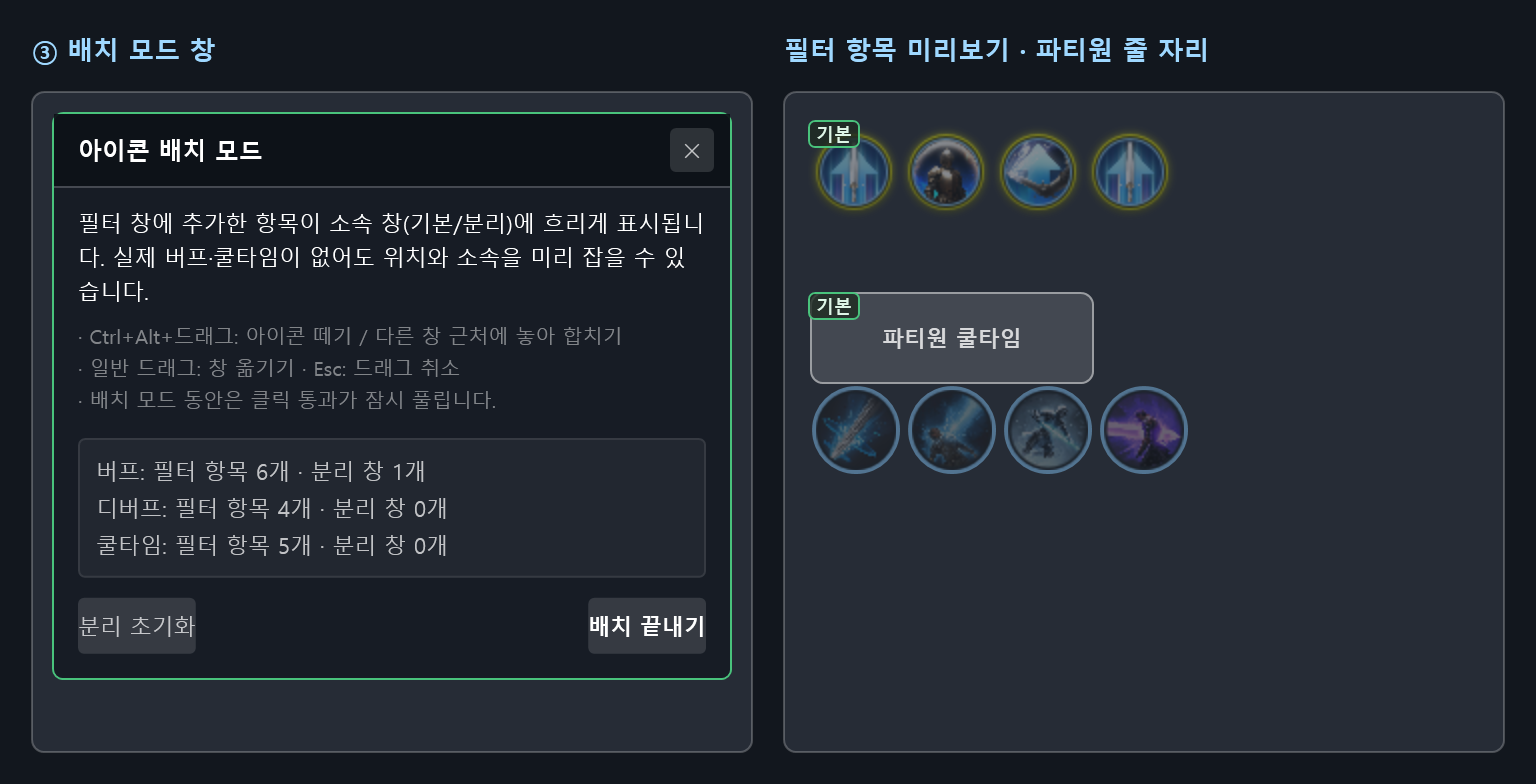 ③ 배치 모드 창
아이콘 배치 모드
필터 창에 추가한 항목이 소속 창(기본/분리)에 흐리게 표시됩니
다. 실제 버프·쿨타임이 없어도 위치와 소속을 미리 잡을 수 있
습니다.
· Ctrl+Alt+드래그: 아이콘 떼기 / 다른 창 근처에 놓아 합치기
· 일반 드래그: 창 옮기기 · Esc: 드래그 취소
· 배치 모드 동안은 클릭 통과가 잠시 풀립니다.
버프: 필터 항목 6개 · 분리 창 1개
디버프: 필터 항목 4개 · 분리 창 0개
쿨타임: 필터 항목 5개 · 분리 창 0개
분리 초기화
배치 끝내기
필터 항목 미리보기 · 파티원 줄 자리
기본
기본
파티원 쿨타임